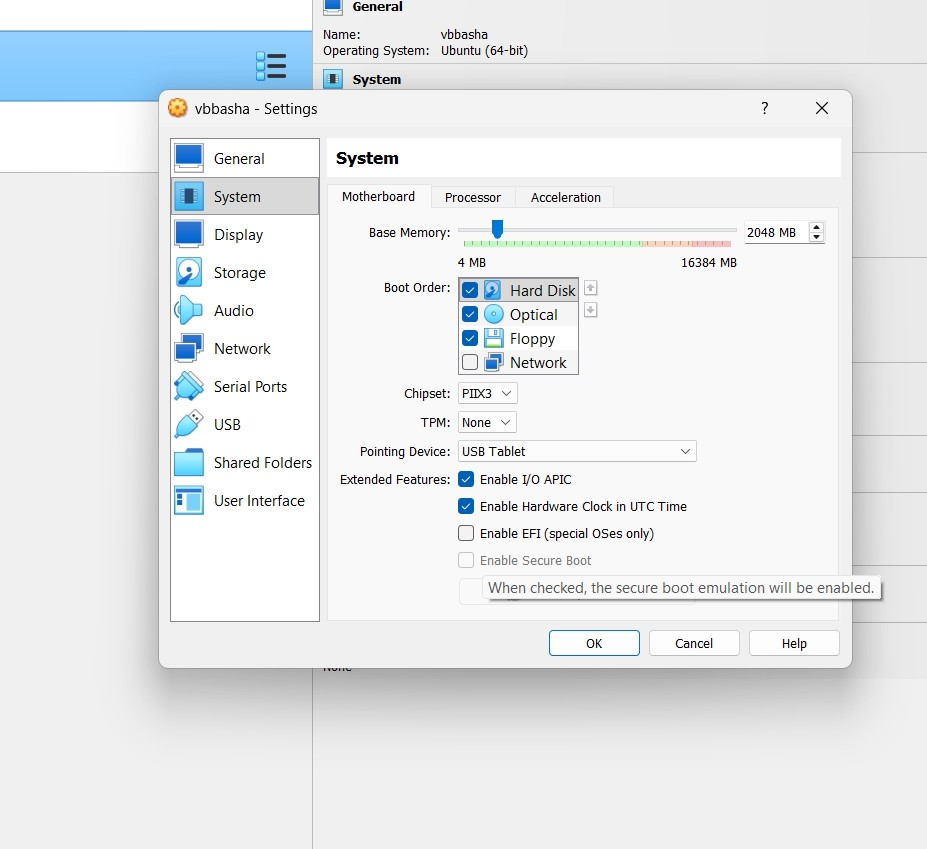 General
Name: vbbasha
Operating System: Ubuntu (64-bit)
System
vbbasha - Settings ?
General
System
Display
Storage
Audio
Network
Serial Ports
USB
Shared Folders
User Interface
System
Motherboard Processor Acceleration
Base Memory: 2048 MB
4 MB 16384 MB
Boot Order: Hard Disk
Optical
Floppy
Network
Chipset: PIIX3
TPM: None
Pointing Device: USB Tablet
Extended Features: Enable I/O APIC
Enable Hardware Clock in UTC Time
Enable EFI (special OSes only)
Enable Secure Boot
When checked, the secure boot emulation will be enabled.
OK Cancel Help
None